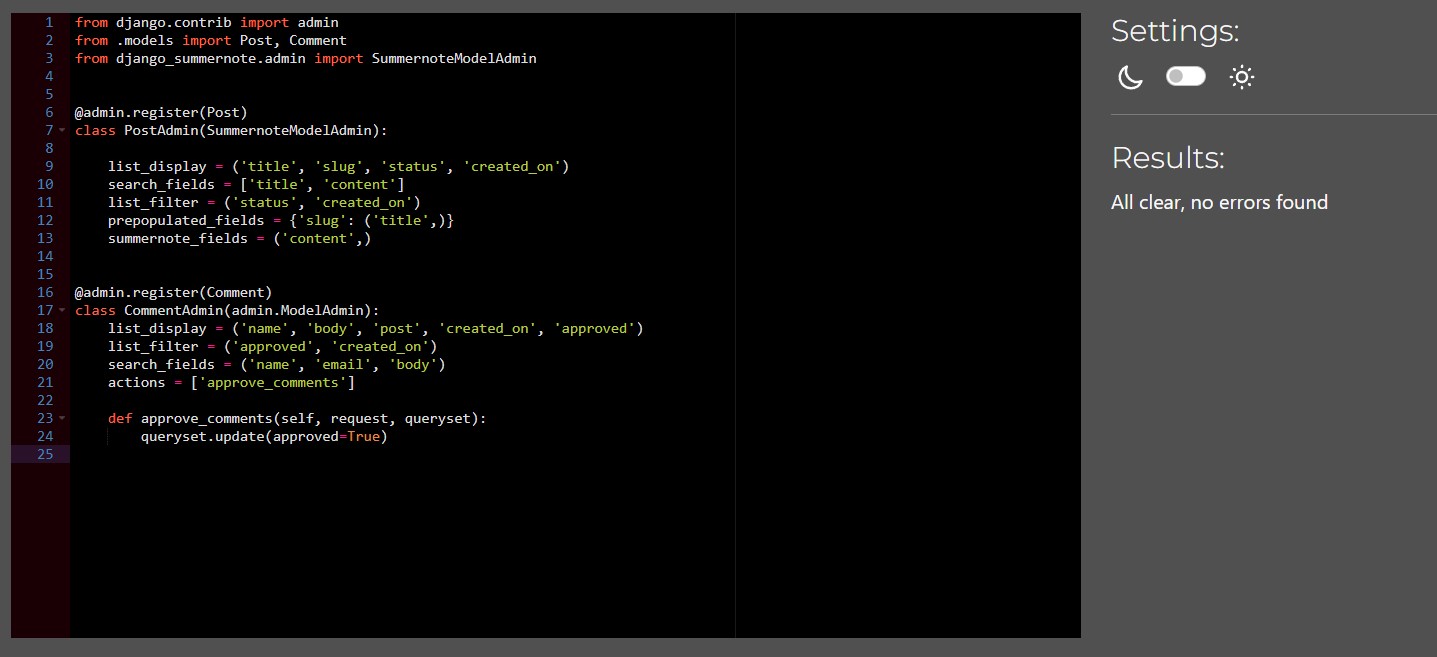 1 from django.contrib import admin
2 from .models import Post, Comment
3 from django_summernote.admin import SummernoteModelAdmin
4
5
6 @admin.register(Post)
7 class PostAdmin(SummernoteModelAdmin):
8
9     list_display = ('title', 'slug', 'status', 'created_on')
10     search_fields = ['title', 'content']
11     list_filter = ('status', 'created_on')
12     prepopulated_fields = {'slug': ('title',)}
13     summernote_fields = ('content',)
14
15
16 @admin.register(Comment)
17 class CommentAdmin(admin.ModelAdmin):
18     list_display = ('name', 'body', 'post', 'created_on', 'approved')
19     list_filter = ('approved', 'created_on')
20     search_fields = ('name', 'email', 'body')
21     actions = ['approve_comments']
22
23     def approve_comments(self, request, queryset):
24         queryset.update(approved=True)
25
Settings:
Results:
All clear, no errors found